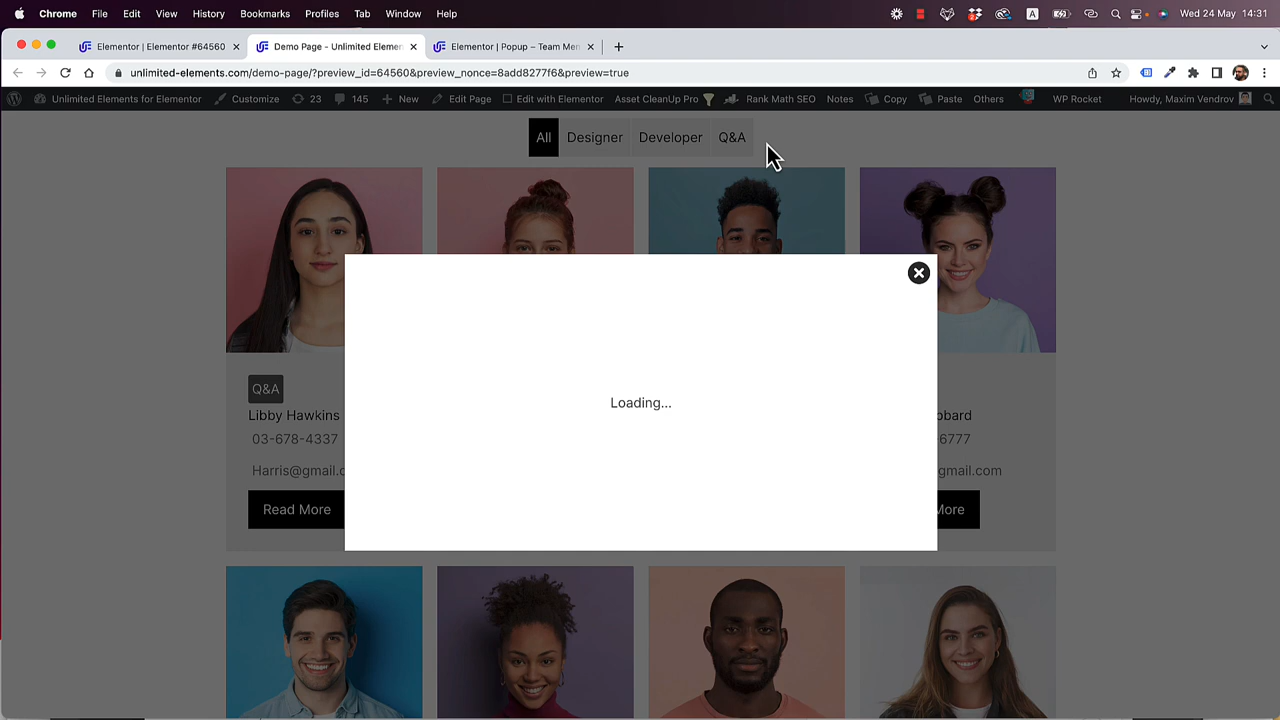 Chrome File Edit View History Bookmarks Profiles Tab Window Help A Wed 24 May 14:31
Elementor | Elementor #64560 Demo Page - Unlimited Elemen Elementor | Popup – Team Mem
unlimited-elements.com/demo-page/?preview_id=64560&preview_nonce=8add8277f6&preview=true
Unlimited Elements for Elementor Customize 23 145 New Edit Page Edit with Elementor Asset CleanUp Pro Rank Math SEO Notes Copy Paste Others WP Rocket Howdy, Maxim Vendrov
All Designer Developer Q&A
Loading...
Q&A
Libby Hawkins bbard
03-678-4337 -6777
Harris@gmail.c gmail.com
Read More More